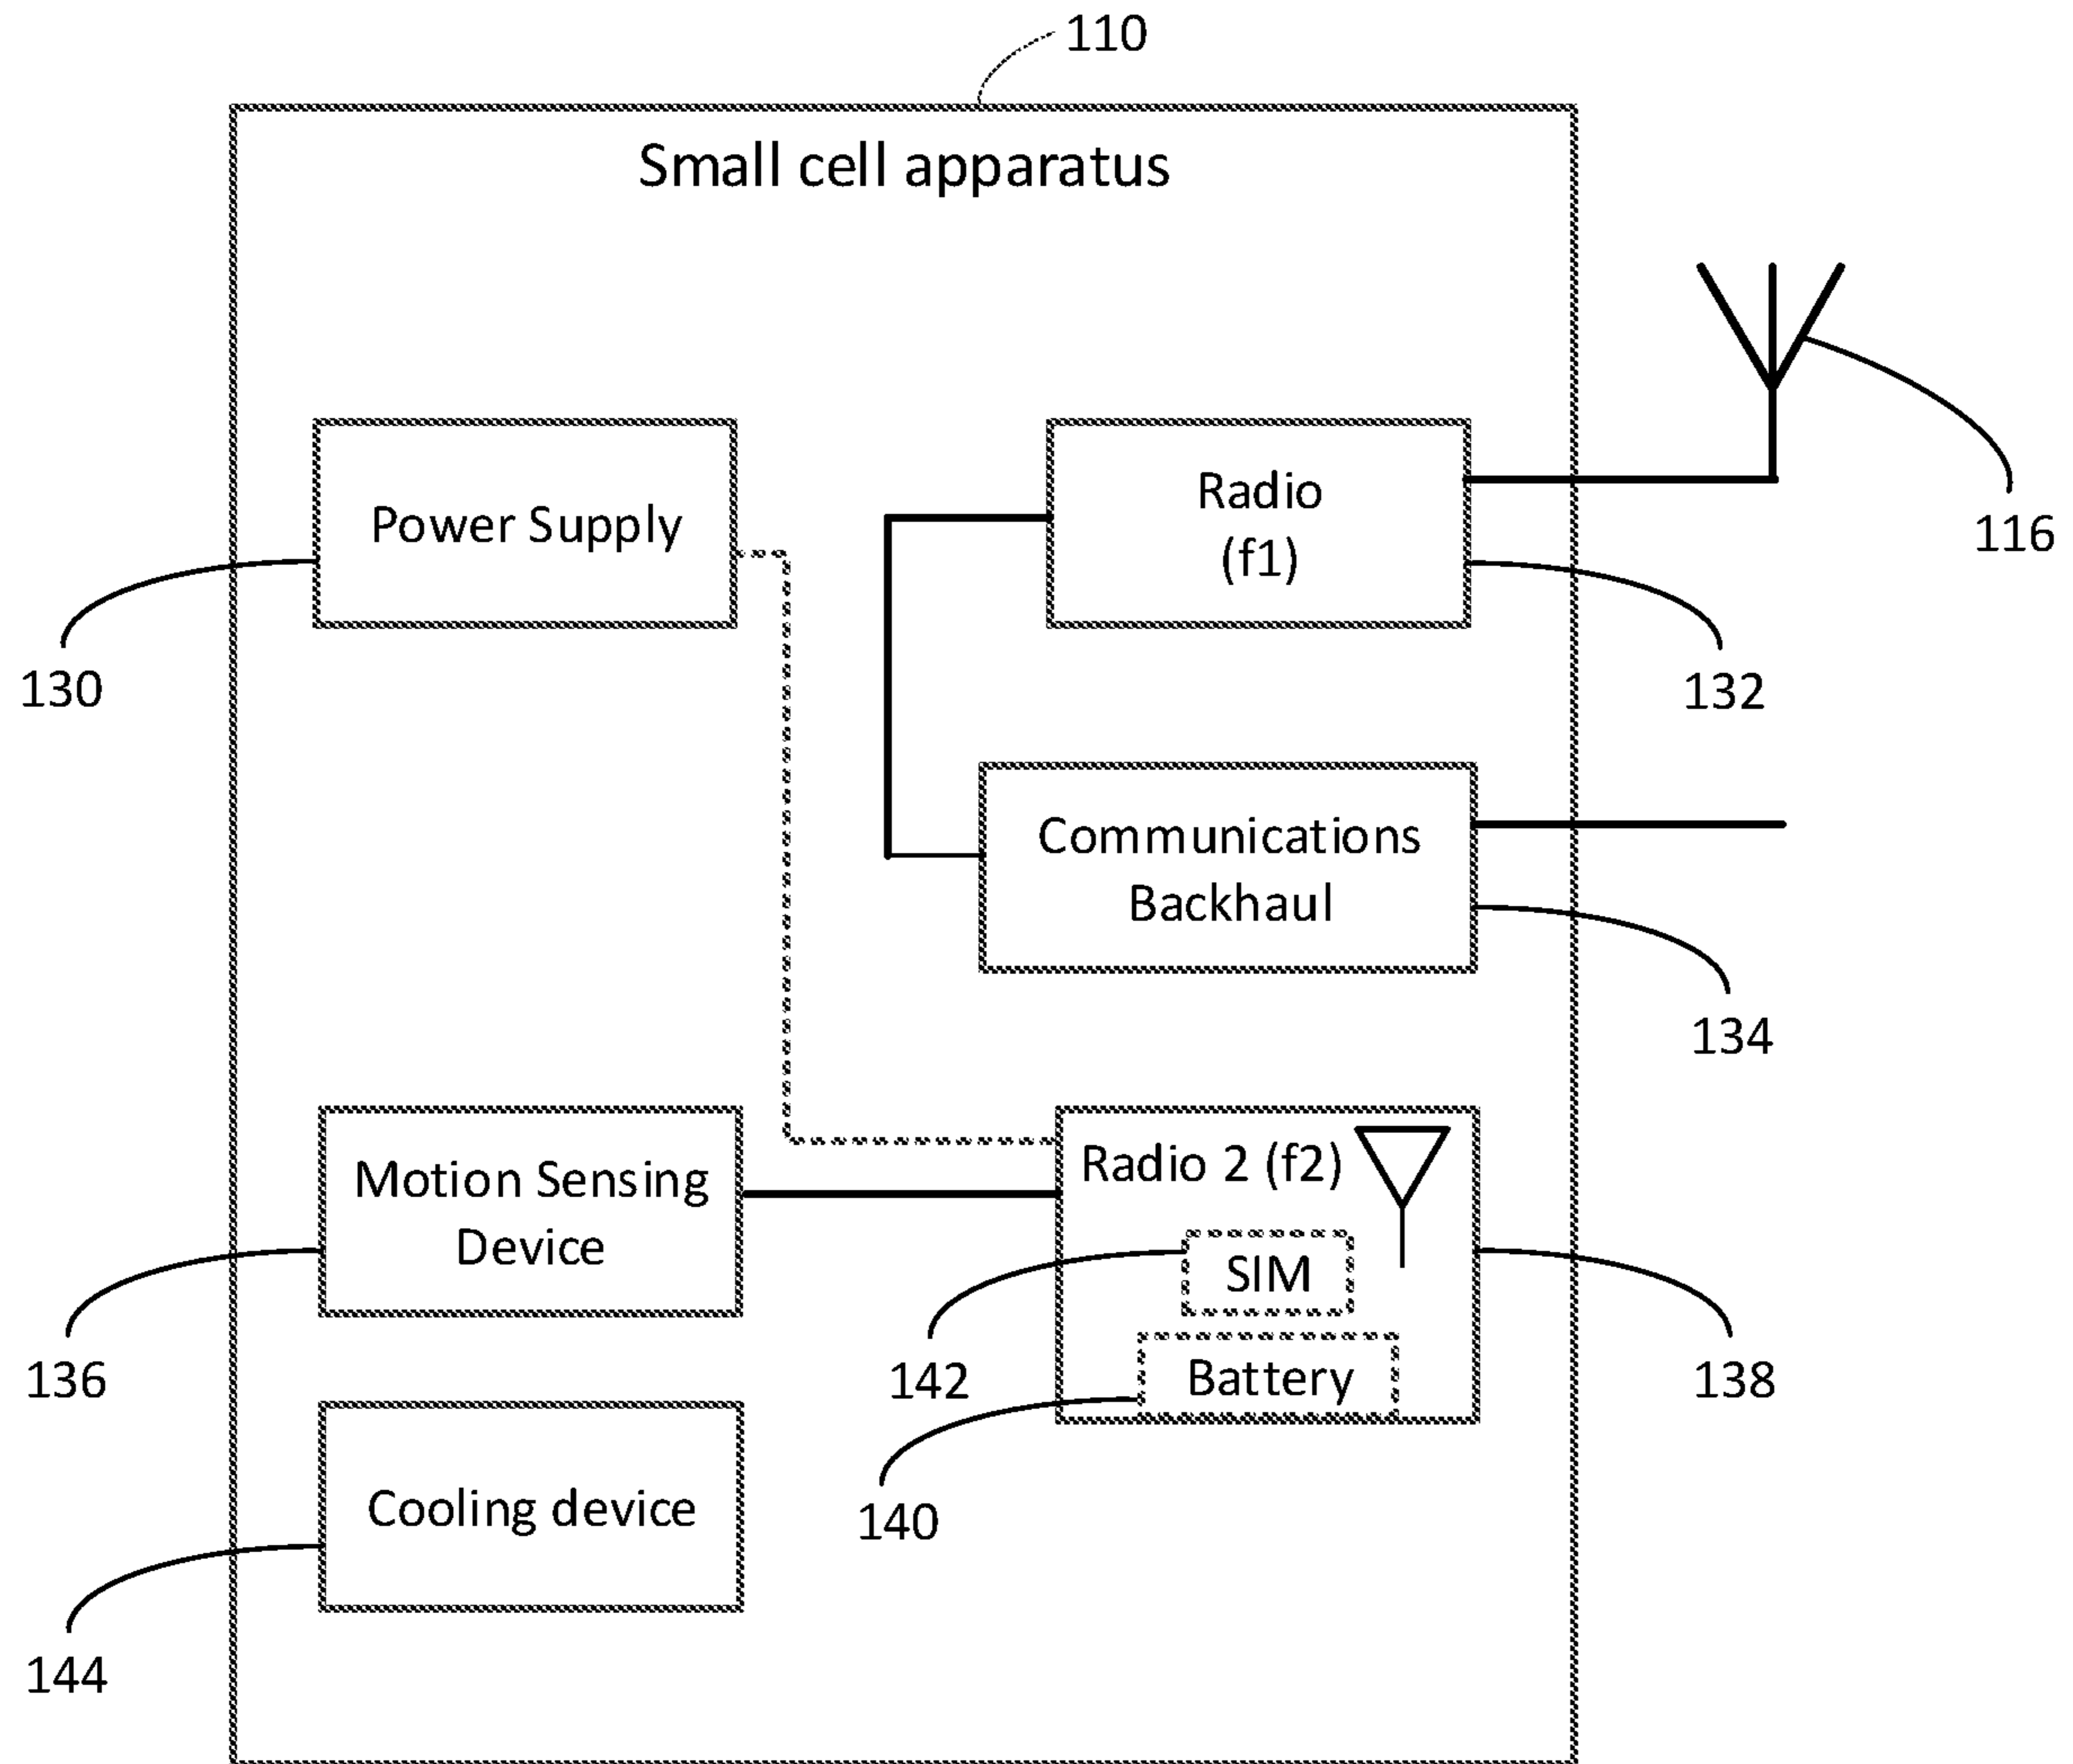 110
Small cell apparatus
116
Power Supply
130
Radio
(f1)
132
Communications
Backhaul
134
Motion Sensing
Device
136
Radio 2 (f2)
SIM
142
138
Battery
140
Cooling device
144